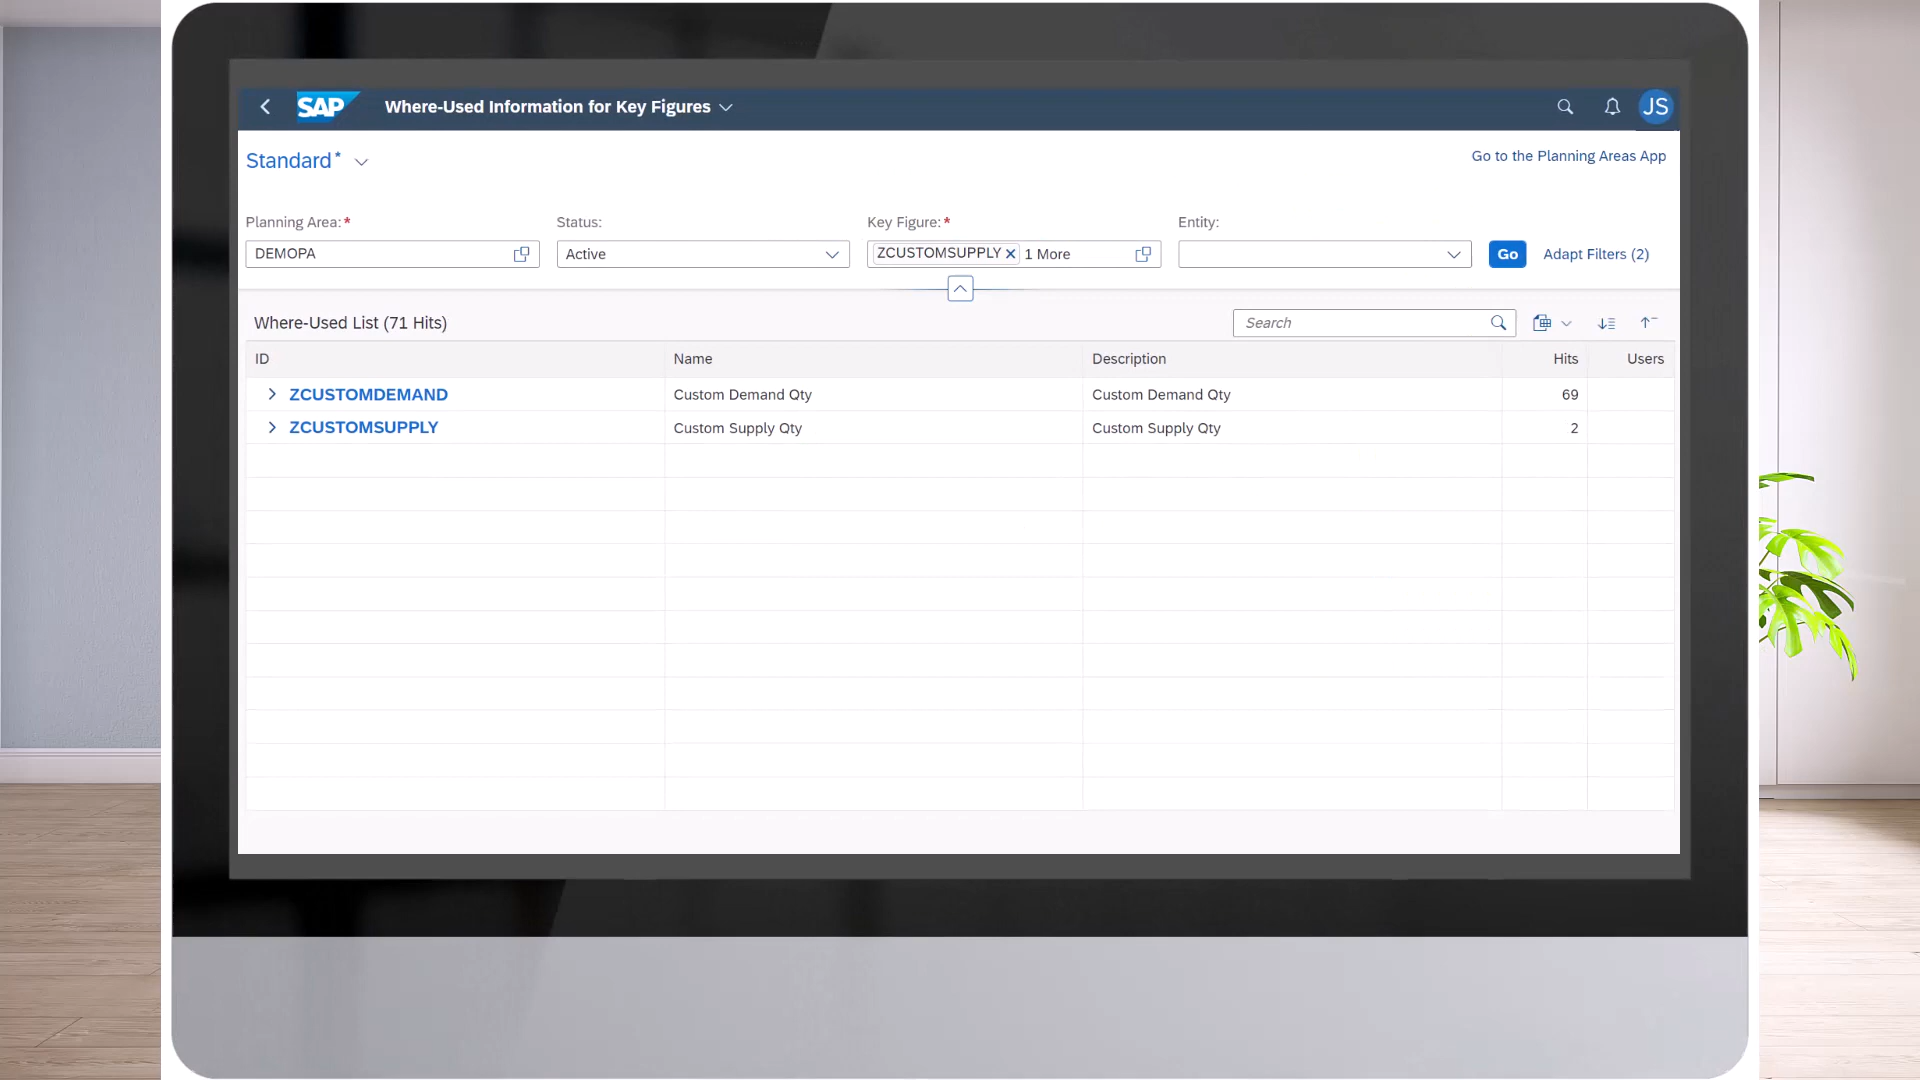 SAP Where-Used Information for Key Figures JS
Standard* Go to the Planning Areas App
Planning Area:* Status: Key Figure:* Entity:
DEMOPA Active ZCUSTOMSUPPLY 1 More Go Adapt Filters (2)
Where-Used List (71 Hits) Search
ID Name Description Hits Users
ZCUSTOMDEMAND Custom Demand Qty Custom Demand Qty 69
ZCUSTOMSUPPLY Custom Supply Qty Custom Supply Qty 2